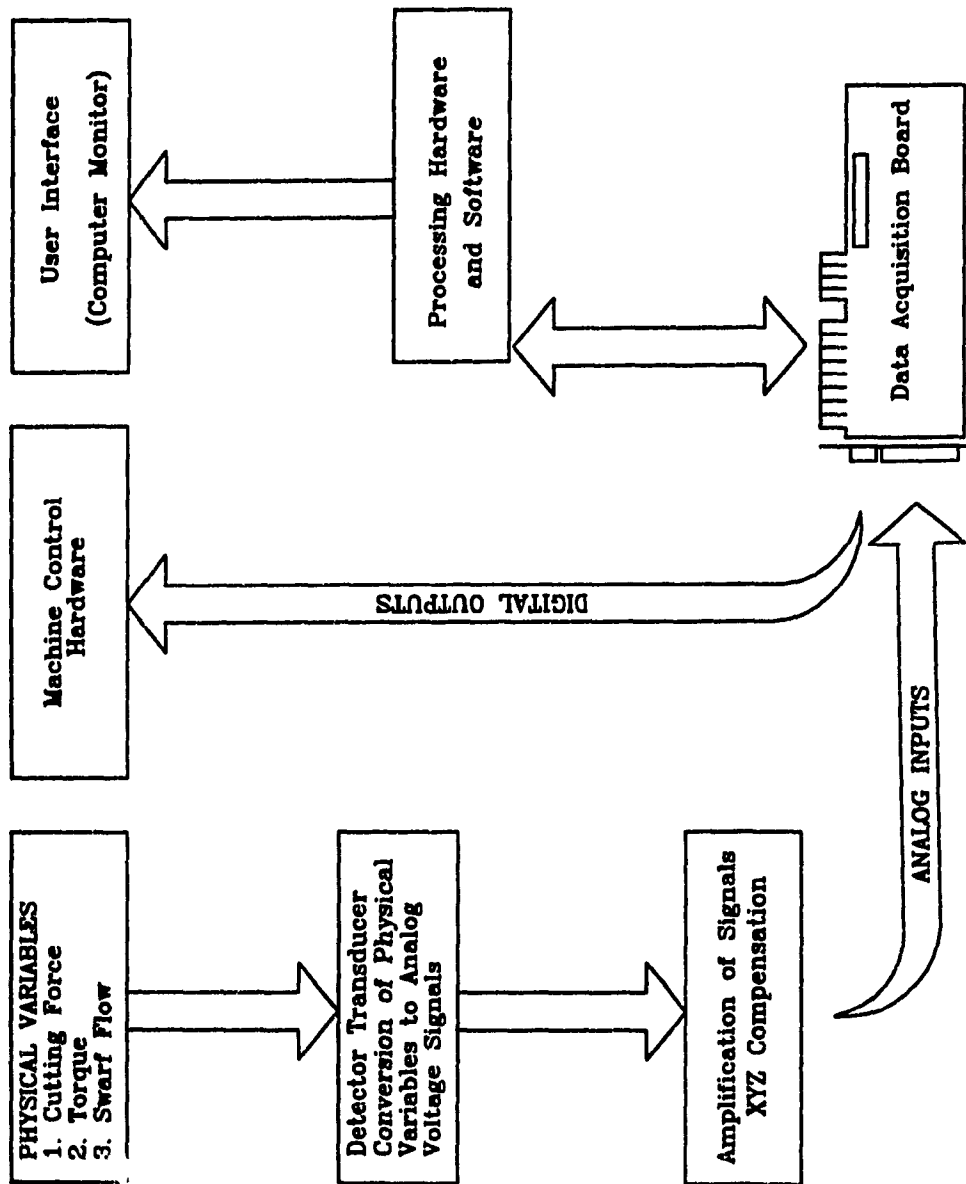 PHYSICAL VARIABLES
1. Cutting Force
2. Torque
3. Swarf Flow
Detector Transducer
Conversion of Physical
Variables to Analog
Voltage Signals
Amplification of Signals
XYZ Compensation
ANALOG INPUTS
Machine Control
Hardware
DIGITAL OUTPUTS
User Interface
(Computer Monitor)
Processing Hardware
and Software
Data Acquisition Board